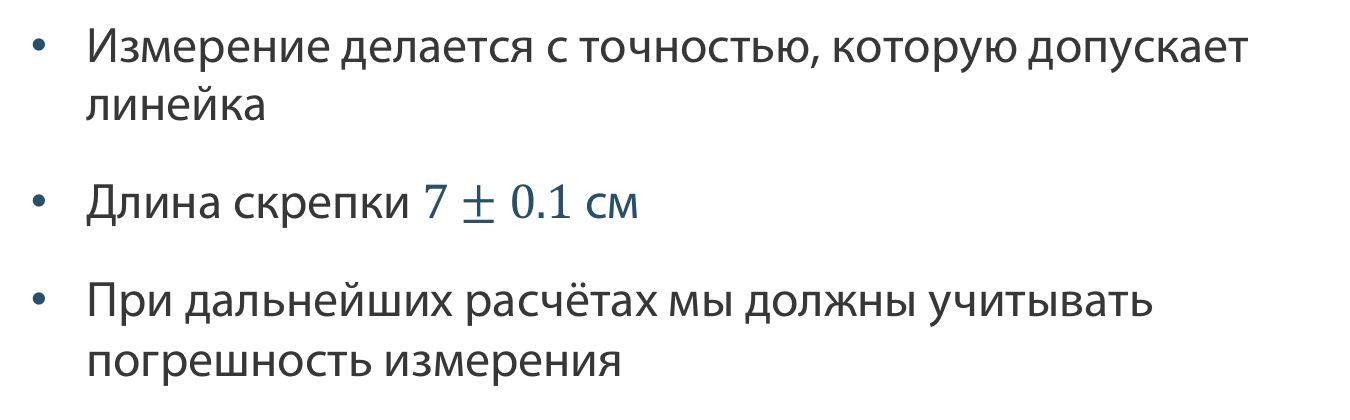 • Измерение делается с точностью, которую допускает
линейка
• Длина скрепки 7 ± 0.1 см
• При дальнейших расчётах мы должны учитывать
погрешность измерения